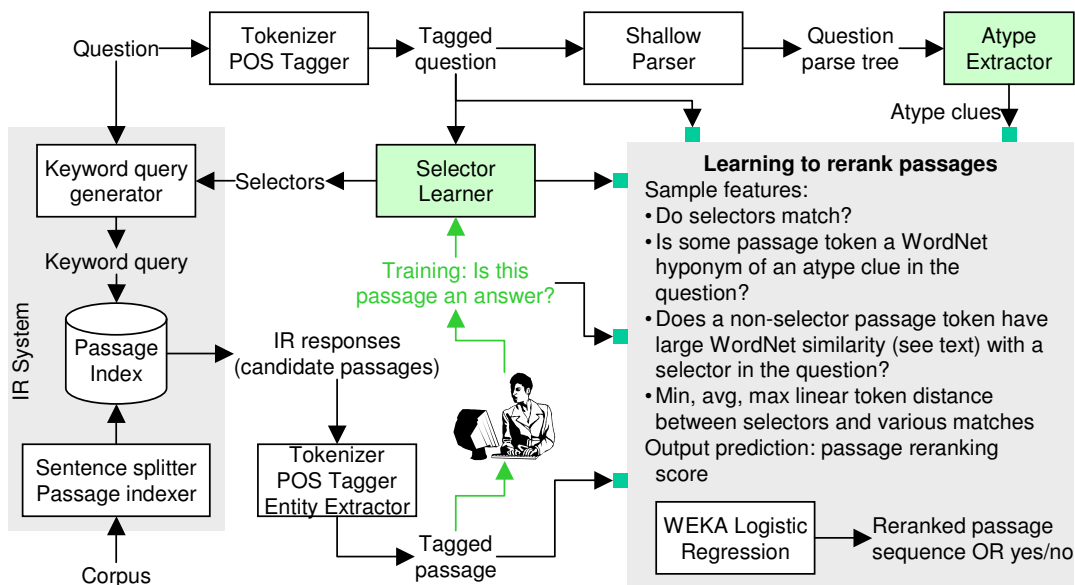 Question
Tokenizer
POS Tagger
Tagged
question
Shallow
Parser
Question
parse tree
Atype
Extractor
Atype clues
IR System
Keyword query
generator
Selectors
Selector
Learner
Keyword query
Training: Is this
passage an answer?
Passage
Index
IR responses
(candidate passages)
Sentence splitter
Passage indexer
Tokenizer
POS Tagger
Entity Extractor
Corpus
Tagged
passage
Learning to rerank passages
Sample features:
• Do selectors match?
• Is some passage token a WordNet
hyponym of an atype clue in the
question?
• Does a non-selector passage token have
large WordNet similarity (see text) with a
selector in the question?
• Min, avg, max linear token distance
between selectors and various matches
Output prediction: passage reranking
score
WEKA Logistic
Regression
Reranked passage
sequence OR yes/no